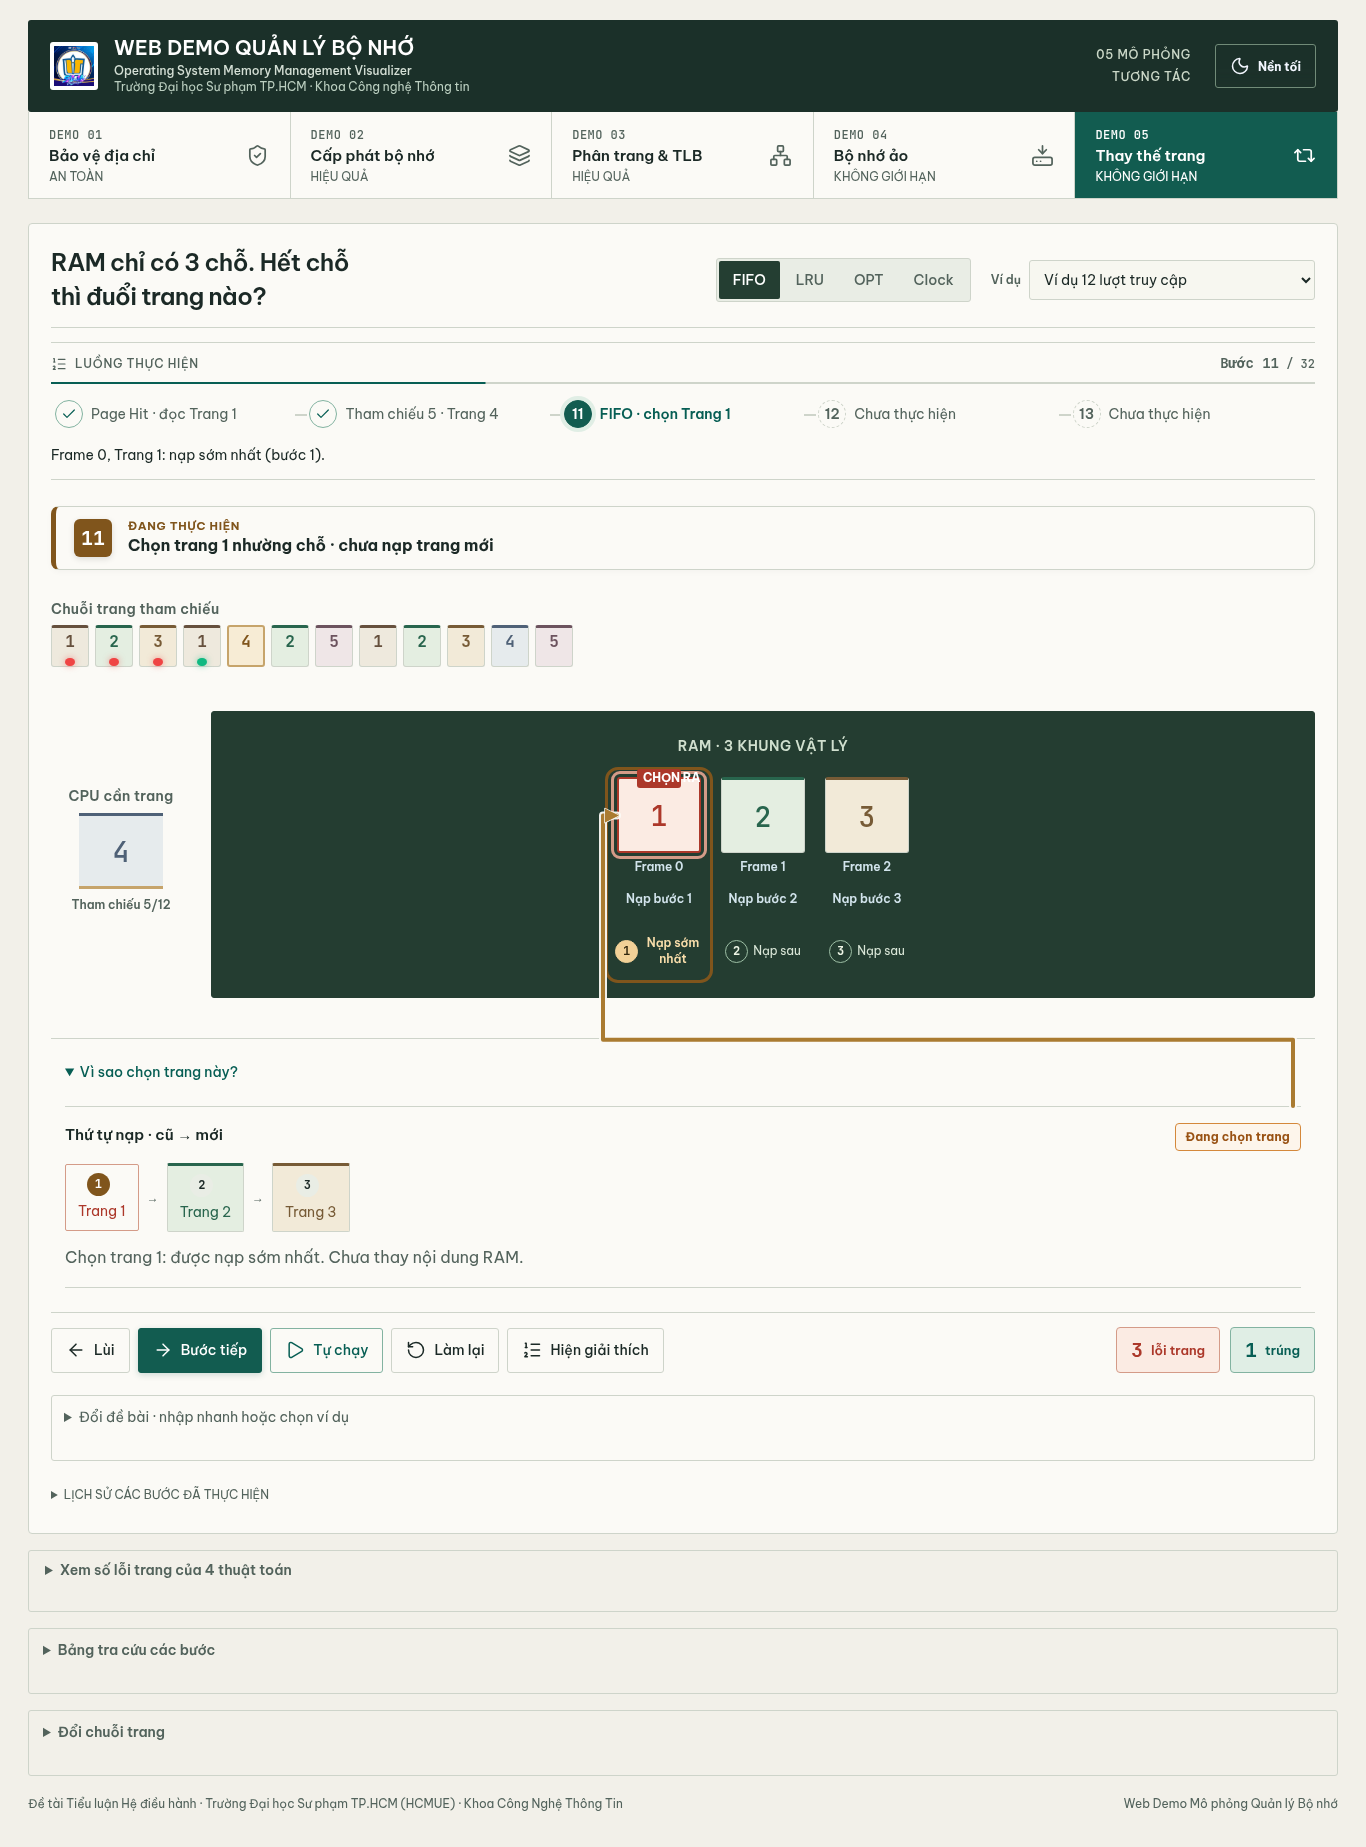 WEB DEMO QUẢN LÝ BỘ NHỚ
Operating System Memory Management Visualizer
Trường Đại học Sư phạm TP.HCM · Khoa Công nghệ Thông tin
05 MÔ PHỎNG
TƯƠNG TÁC
Nền tối
DEMO 01
Bảo vệ địa chỉ
AN TOÀN
DEMO 02
Cấp phát bộ nhớ
HIỆU QUẢ
DEMO 03
Phân trang & TLB
HIỆU QUẢ
DEMO 04
Bộ nhớ ảo
KHÔNG GIỚI HẠN
DEMO 05
Thay thế trang
KHÔNG GIỚI HẠN
RAM chỉ có 3 chỗ. Hết chỗ
thì đuổi trang nào?
FIFO LRU OPT Clock
Ví dụ
Ví dụ 12 lượt truy cập
LUỒNG THỰC HIỆN
Bước 11 / 32
Page Hit · đọc Trang 1
Tham chiếu 5 · Trang 4
11 FIFO · chọn Trang 1
12 Chưa thực hiện
13 Chưa thực hiện
Frame 0, Trang 1: nạp sớm nhất (bước 1).
11
ĐANG THỰC HIỆN
Chọn trang 1 nhường chỗ · chưa nạp trang mới
Chuỗi trang tham chiếu
1 2 3 1 4 2 5 1 2 3 4 5
CPU cần trang
4
Tham chiếu 5/12
RAM · 3 KHUNG VẬT LÝ
CHỌN RA
1 2 3
Frame 0 Frame 1 Frame 2
Nạp bước 1 Nạp bước 2 Nạp bước 3
1 Nạp sớm
nhất
2 Nạp sau
3 Nạp sau
▼ Vì sao chọn trang này?
Thứ tự nạp · cũ → mới
Đang chọn trang
1 → 2 → 3
Trang 1 Trang 2 Trang 3
Chọn trang 1: được nạp sớm nhất. Chưa thay nội dung RAM.
Lùi
Bước tiếp
Tự chạy
Làm lại
Hiện giải thích
3 lỗi trang
1 trúng
▶ Đổi đề bài · nhập nhanh hoặc chọn ví dụ
▶ LỊCH SỬ CÁC BƯỚC ĐÃ THỰC HIỆN
▶ Xem số lỗi trang của 4 thuật toán
▶ Bảng tra cứu các bước
▶ Đổi chuỗi trang
Đề tài Tiểu luận Hệ điều hành · Trường Đại học Sư phạm TP.HCM (HCMUE) · Khoa Công Nghệ Thông Tin
Web Demo Mô phỏng Quản lý Bộ nhớ